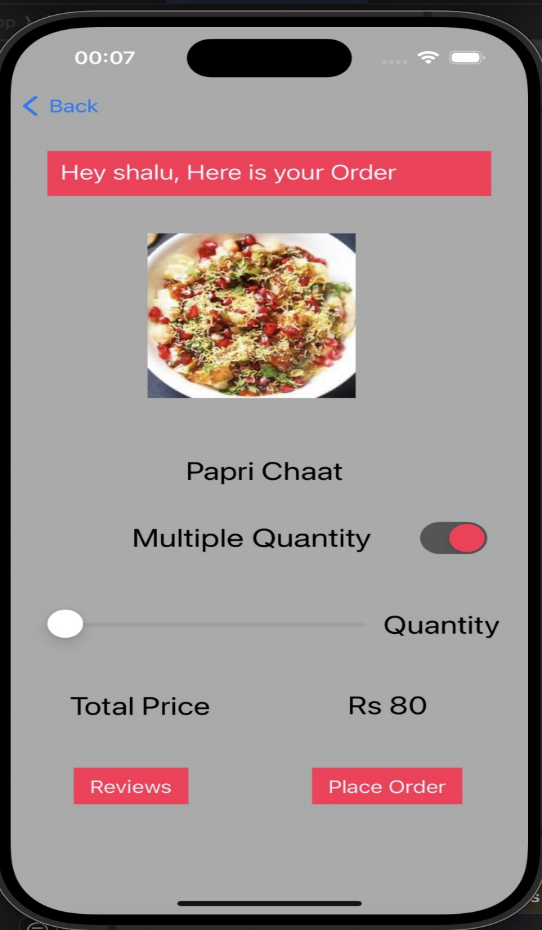 00:07
Back
Hey shalu, Here is your Order
Papri Chaat
Multiple Quantity
Quantity
Total Price Rs 80
Reviews Place Order